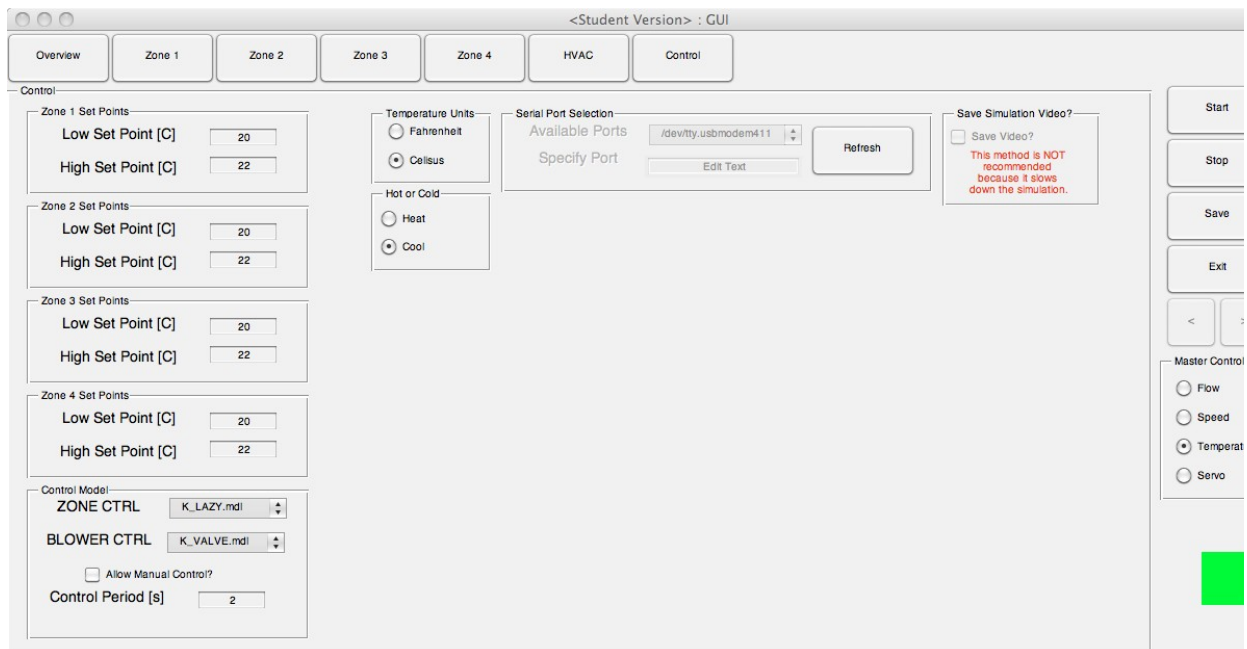 <Student Version> : GUI
Overview Zone 1 Zone 2 Zone 3 Zone 4 HVAC Control
Control
Zone 1 Set Points
Low Set Point [C] 20
High Set Point [C] 22
Zone 2 Set Points
Low Set Point [C] 20
High Set Point [C] 22
Zone 3 Set Points
Low Set Point [C] 20
High Set Point [C] 22
Zone 4 Set Points
Low Set Point [C] 20
High Set Point [C] 22
Control Model
ZONE CTRL K_LAZY.mdl
BLOWER CTRL K_VALVE.mdl
Allow Manual Control?
Control Period [s] 2
Temperature Units
Fahrenheit
Celisus
Hot or Cold
Heat
Cool
Serial Port Selection
Available Ports /dev/tty.usbmodem411
Specify Port Edit Text
Refresh
Save Simulation Video?
Save Video?
This method is NOT
recommended
because it slows
down the simulation.
Start
Stop
Save
Exit
< >
Master Control
Flow
Speed
Temperat
Servo